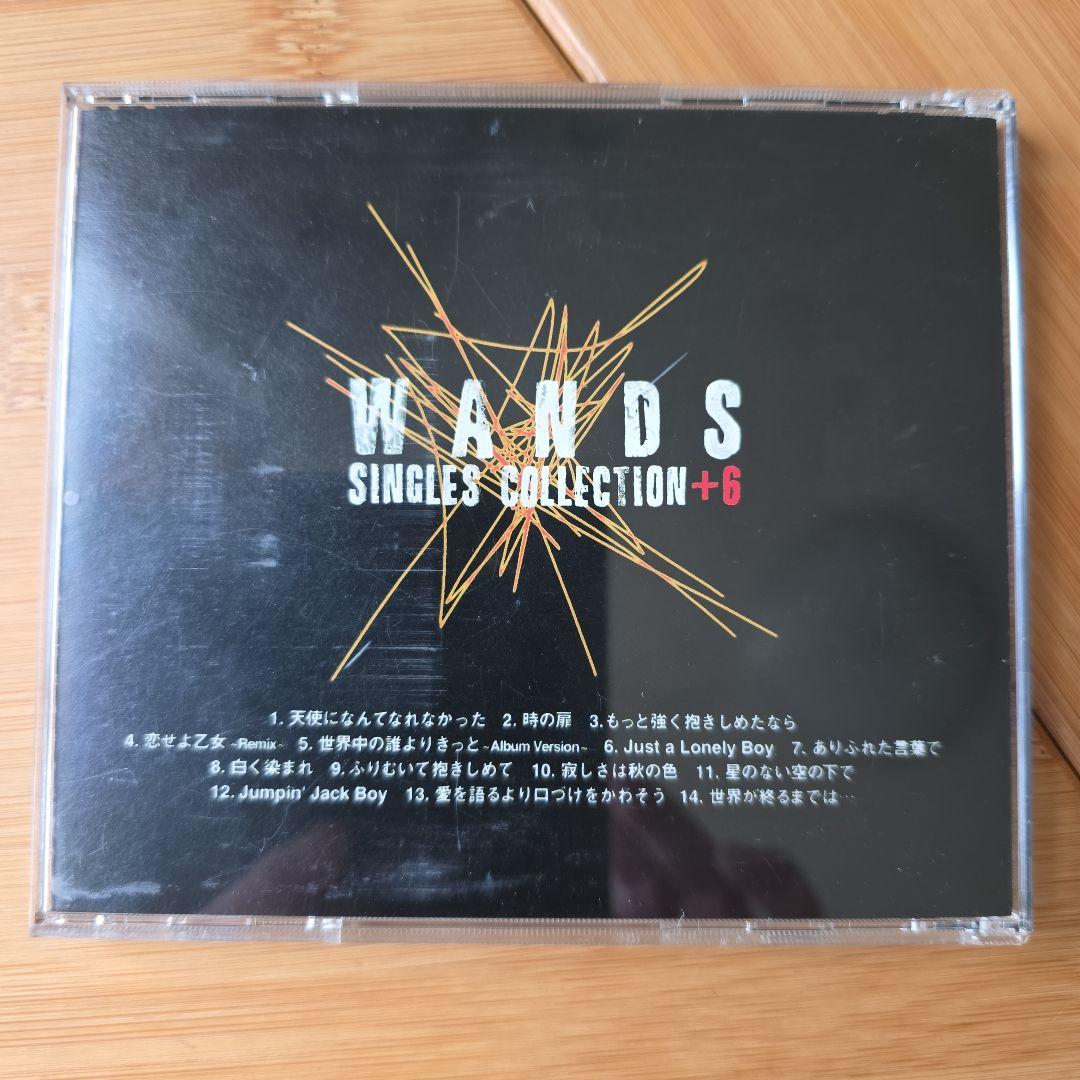 WANDS
SINGLES COLLECTION+6
1. 天使になんてなれなかった 2. 時の扉 3.もっと強く抱きしめたなら
4. 恋せよ乙女 ~Remix~ 5. 世界中の誰よりきっと~Album Version~ 6. Just a Lonely Boy 7. ありふれた言葉で
8. 白く染まれ 9. ふりむいて抱きしめて 10. 寂しさは秋の色 11. 星のない空の下で
12. Jumpin' Jack Boy 13. 愛を語るより口づけをかわそう 14. 世界が終るまでは…